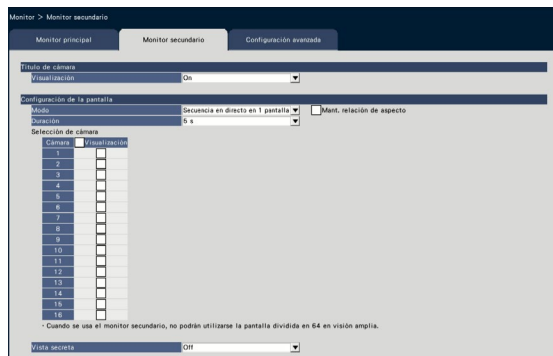 Monitor > Monitor secundario
Monitor principal Monitor secundario Configuración avanzada
Título de cámara
Visualización On
Configuración de la pantalla
Modo Secuencia en directo en 1 pantalla Mant. relación de aspecto
Duración 5 s
Selección de cámara
Cámara Visualización
1
2
3
4
5
6
7
8
9
10
11
12
13
14
15
16
· Cuando se usa el monitor secundario, no podrán utilizarse la pantalla dividida en 64 en visión amplia.
Vista secreta Off